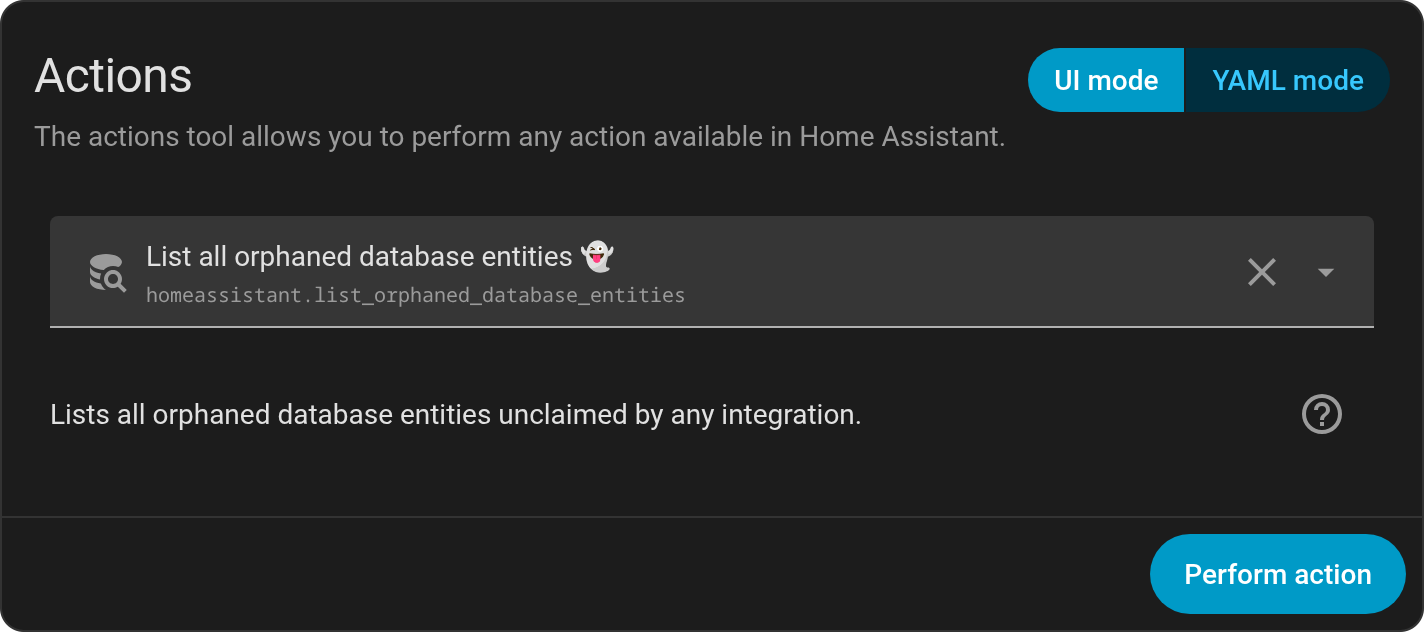 Actions
UI mode
YAML mode
The actions tool allows you to perform any action available in Home Assistant.
List all orphaned database entities 👻
homeassistant.list_orphaned_database_entities
Lists all orphaned database entities unclaimed by any integration.
Perform action